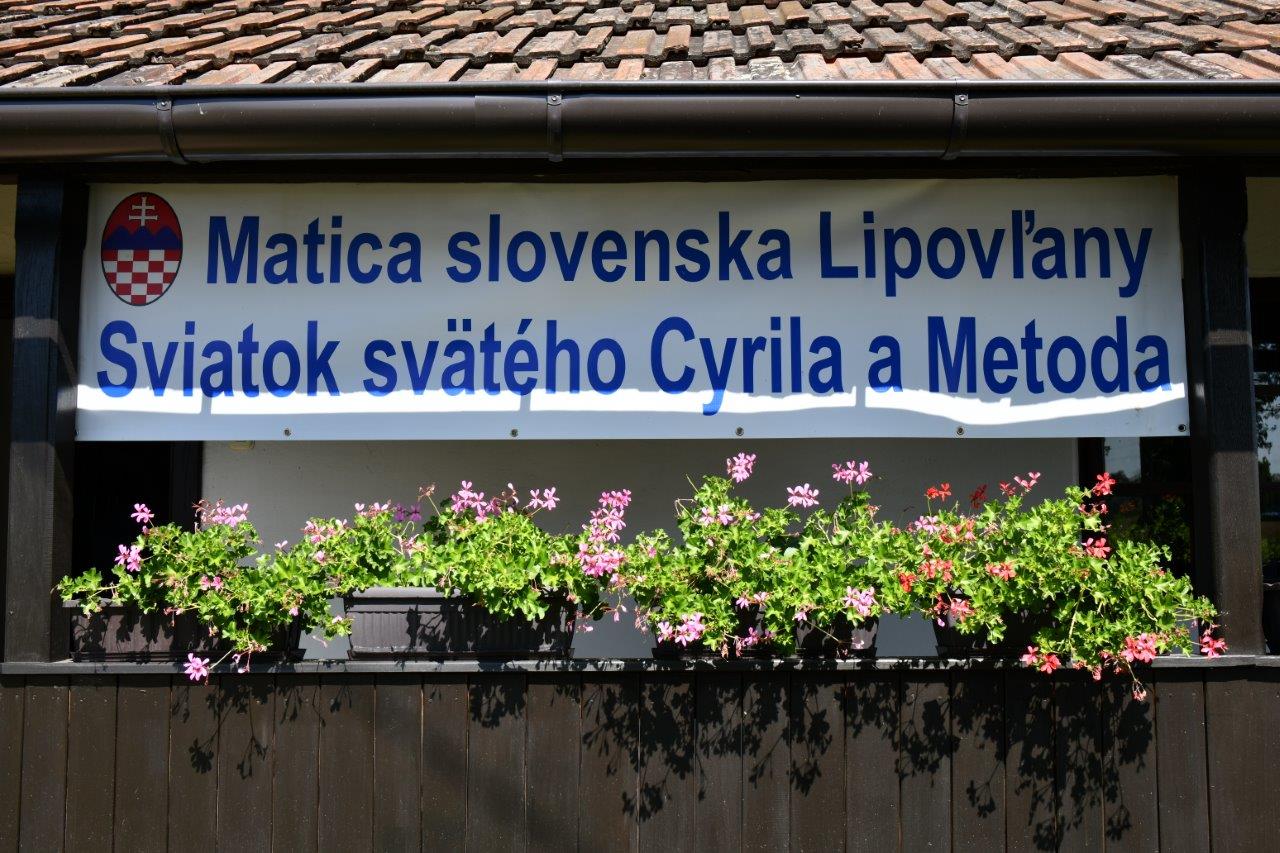 Matica slovenska Lipovľany
Sviatok svätého Cyrila a Metoda